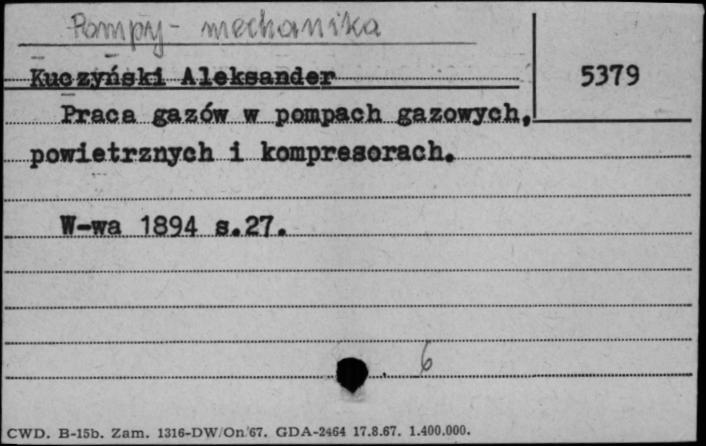 Pompy - mechanika
Kuczyński Aleksander
5379
Praca gazów w pompach gazowych,
powietrznych i kompresorach.
W-wa 1894 s.27.
6
CWD. B-15b. Zam. 1316-DW/On/67. GDA-2464 17.8.67. 1.400.000.